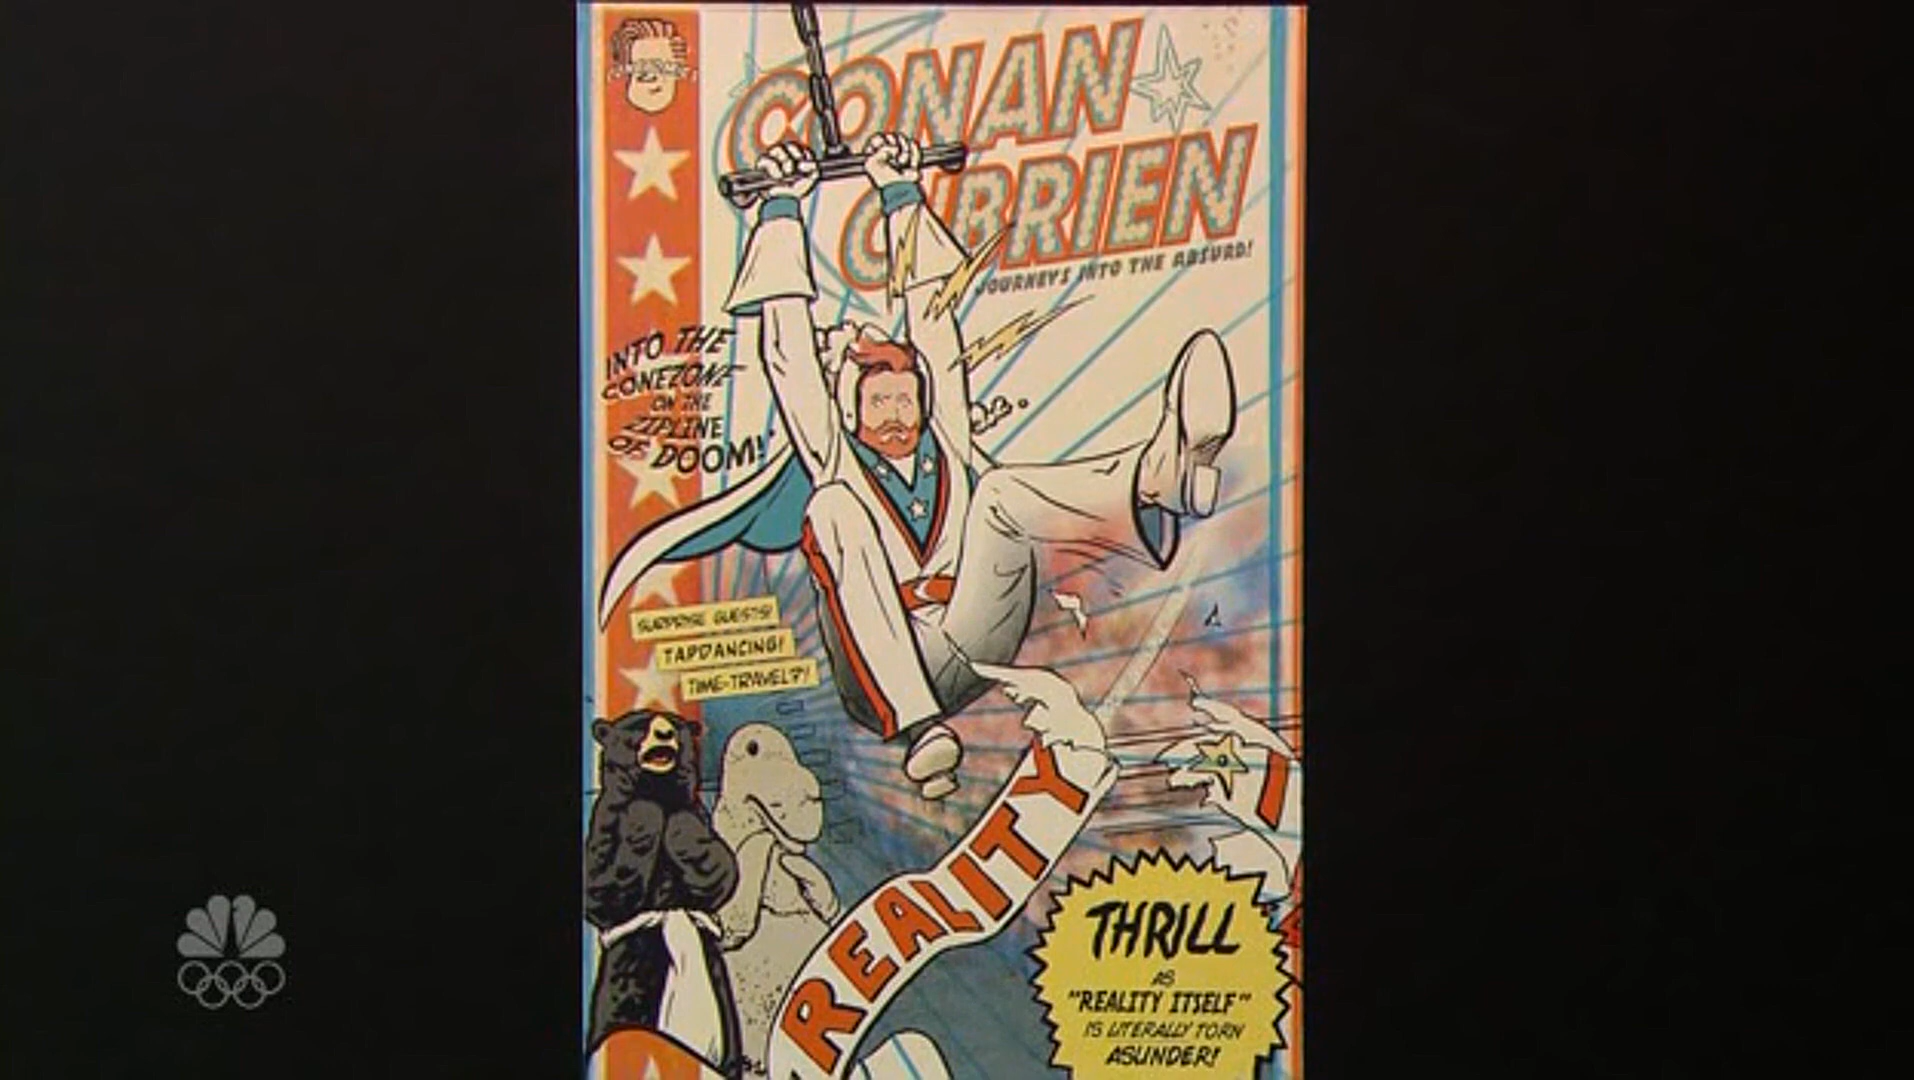 CONAN
O'BRIEN
JOURNEYS INTO THE ABSURD!
INTO THE
CONEZONE
ON THE
ZIPLINE
OF DOOM!
SURPRISE GUESTS!
TAPDANCING!
TIME-TRAVEL?!
REALITY
THRILL
AS
"REALITY ITSELF"
IS LITERALLY TORN
ASUNDER!